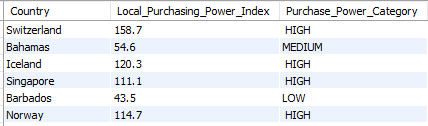 Country Local_Purchasing_Power_Index Purchase_Power_Category
Switzerland 158.7 HIGH
Bahamas 54.6 MEDIUM
Iceland 120.3 HIGH
Singapore 111.1 HIGH
Barbados 43.5 LOW
Norway 114.7 HIGH